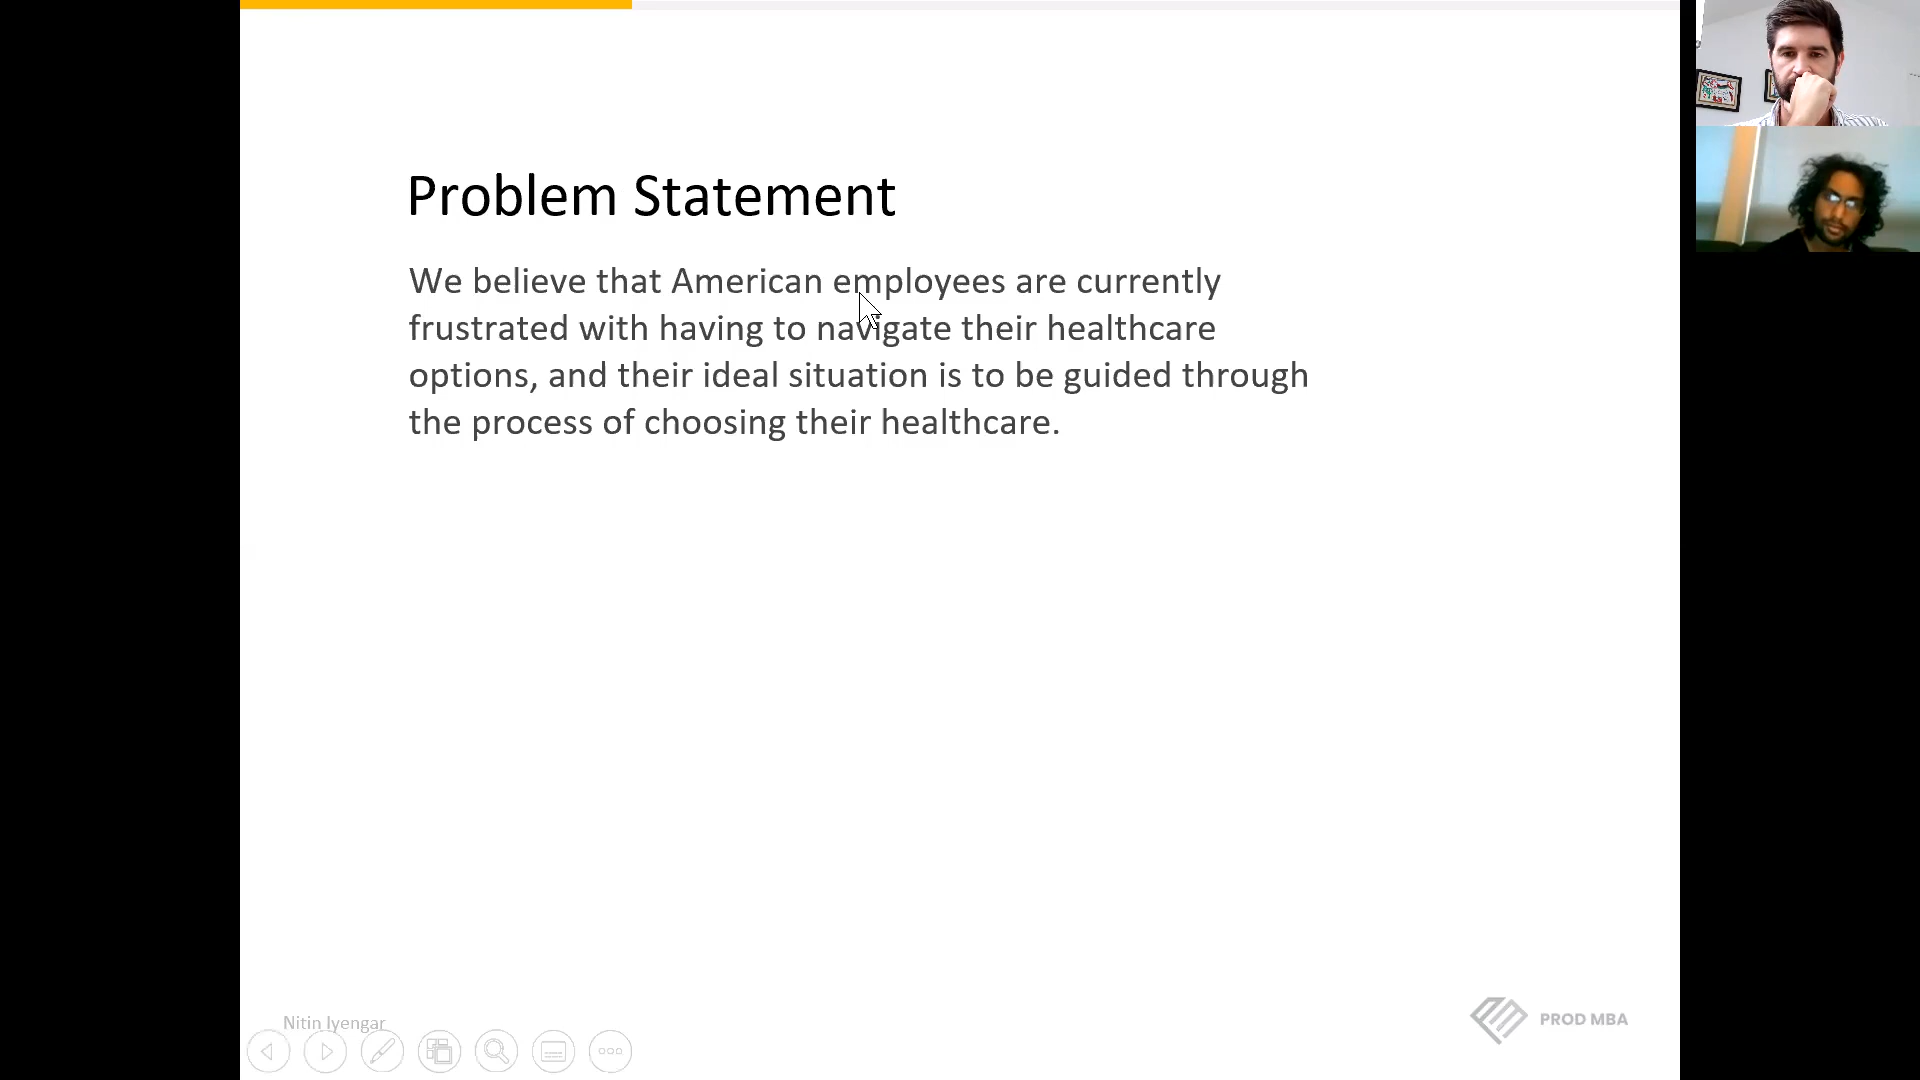 Problem Statement
We believe that American employees are currently
frustrated with having to navigate their healthcare
options, and their ideal situation is to be guided through
the process of choosing their healthcare.
Nitin Iyengar
PROD MBA